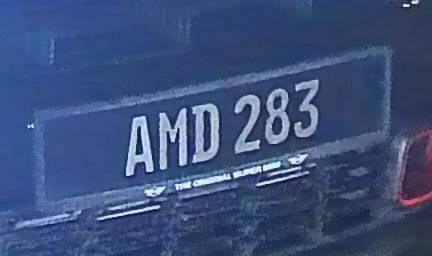 AMD 283
THE ORIGINAL